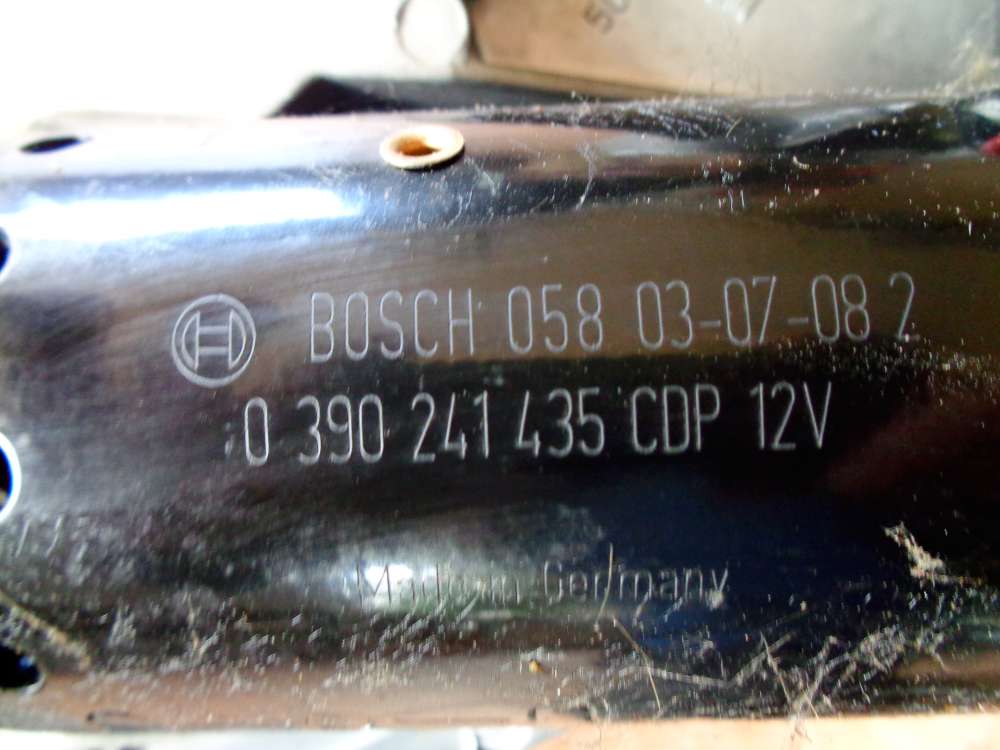 BOSCH 058 03-07-08 2
0 390 241 435 CDP 12V
Made in Germany